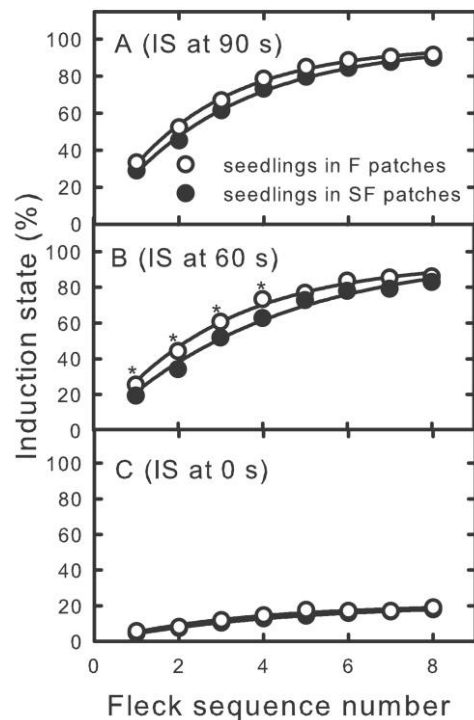 100
A (IS at 90 s)
80
60
40
seedlings in F patches
20
seedlings in SF patches
0
100
B (IS at 60 s)
80
*
*
*
*
60
40
20
0
100
C (IS at 0 s)
80
60
40
20
0
0 2 4 6 8
Fleck sequence number
Induction state (%)